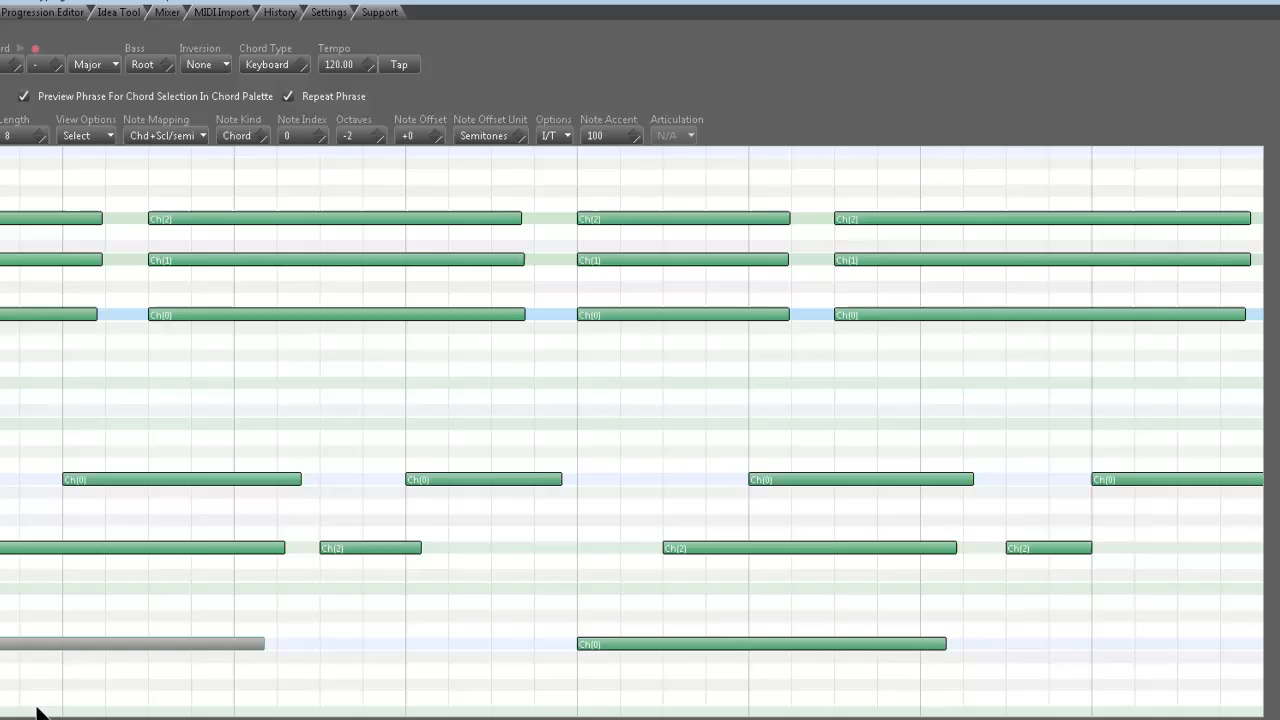 Progression Editor Idea Tool Mixer MIDI Import History Settings Support
rd Bass Inversion Chord Type Tempo
- Major Root None Keyboard 120.00 Tap
Preview Phrase For Chord Selection In Chord Palette Repeat Phrase
Length View Options Note Mapping Note Kind Note Index Octaves Note Offset Note Offset Unit Options Note Accent Articulation
8 Select Chd+Scl/semi Chord 0 -2 +0 Semitones I/T 100 N/A
Ch(2) Ch(2) Ch(2)
Ch(1) Ch(1) Ch(1)
Ch(0) Ch(0) Ch(0)
Ch(0) Ch(0) Ch(0) Ch(0)
Ch(2) Ch(2) Ch(2)
Ch(0)